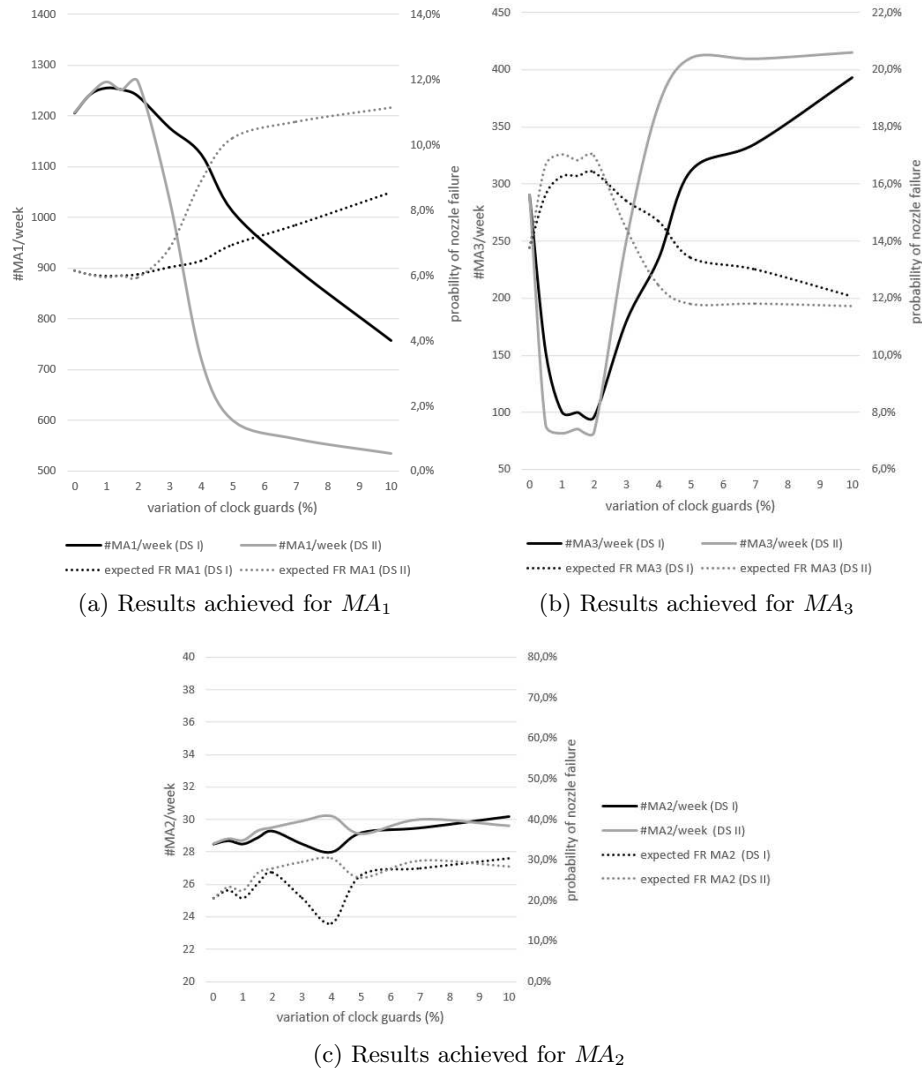 1400
1300
1200
1100
1000
900
800
700
600
500
#MA1/week
14,0%
12,0%
10,0%
8,0%
6,0%
4,0%
2,0%
0,0%
proability of nozzle failure
0 1 2 3 4 5 6 7 8 9 10
variation of clock guards (%)
#MA1/week (DS I) #MA1/week (DS II)
expected FR MA1 (DS I) expected FR MA1 (DS II)
(a) Results achieved for MA1
450
400
350
300
250
200
150
100
50
#MA3/week
22,0%
20,0%
18,0%
16,0%
14,0%
12,0%
10,0%
8,0%
6,0%
probability of nozzle failure
0 1 2 3 4 5 6 7 8 9 10
variation of clock guards (%)
#MA3/week (DS I) #MA3/week (DS II)
expected FR MA3 (DS I) expected FR MA3 (DS II)
(b) Results achieved for MA3
40
38
36
34
32
30
28
26
24
22
20
#MA2/week
80,0%
70,0%
60,0%
50,0%
40,0%
30,0%
20,0%
10,0%
0,0%
probability of nozzle failure
0 1 2 3 4 5 6 7 8 9 10
variation of clock guards (%)
#MA2/week (DS I)
#MA2/week (DS II)
expected FR MA2 (DS I)
expected FR MA2 (DS II)
(c) Results achieved for MA2